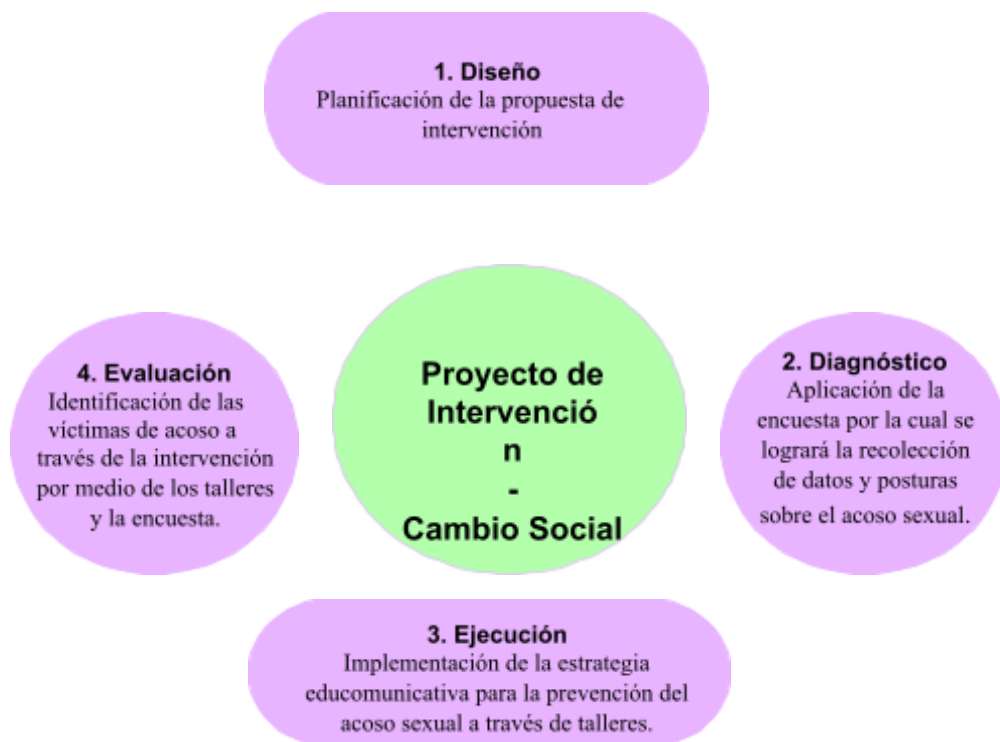 1. Diseño
Planificación de la propuesta de
intervención
Proyecto de
Intervenció
n
-
Cambio Social
2. Diagnóstico
Aplicación de la
encuesta por la cual se
logrará la recolección
de datos y posturas
sobre el acoso sexual.
3. Ejecución
Implementación de la estrategia
educomunicativa para la prevención del
acoso sexual a través de talleres.
4. Evaluación
Identificación de las
víctimas de acoso a
través de la intervención
por medio de los talleres
y la encuesta.